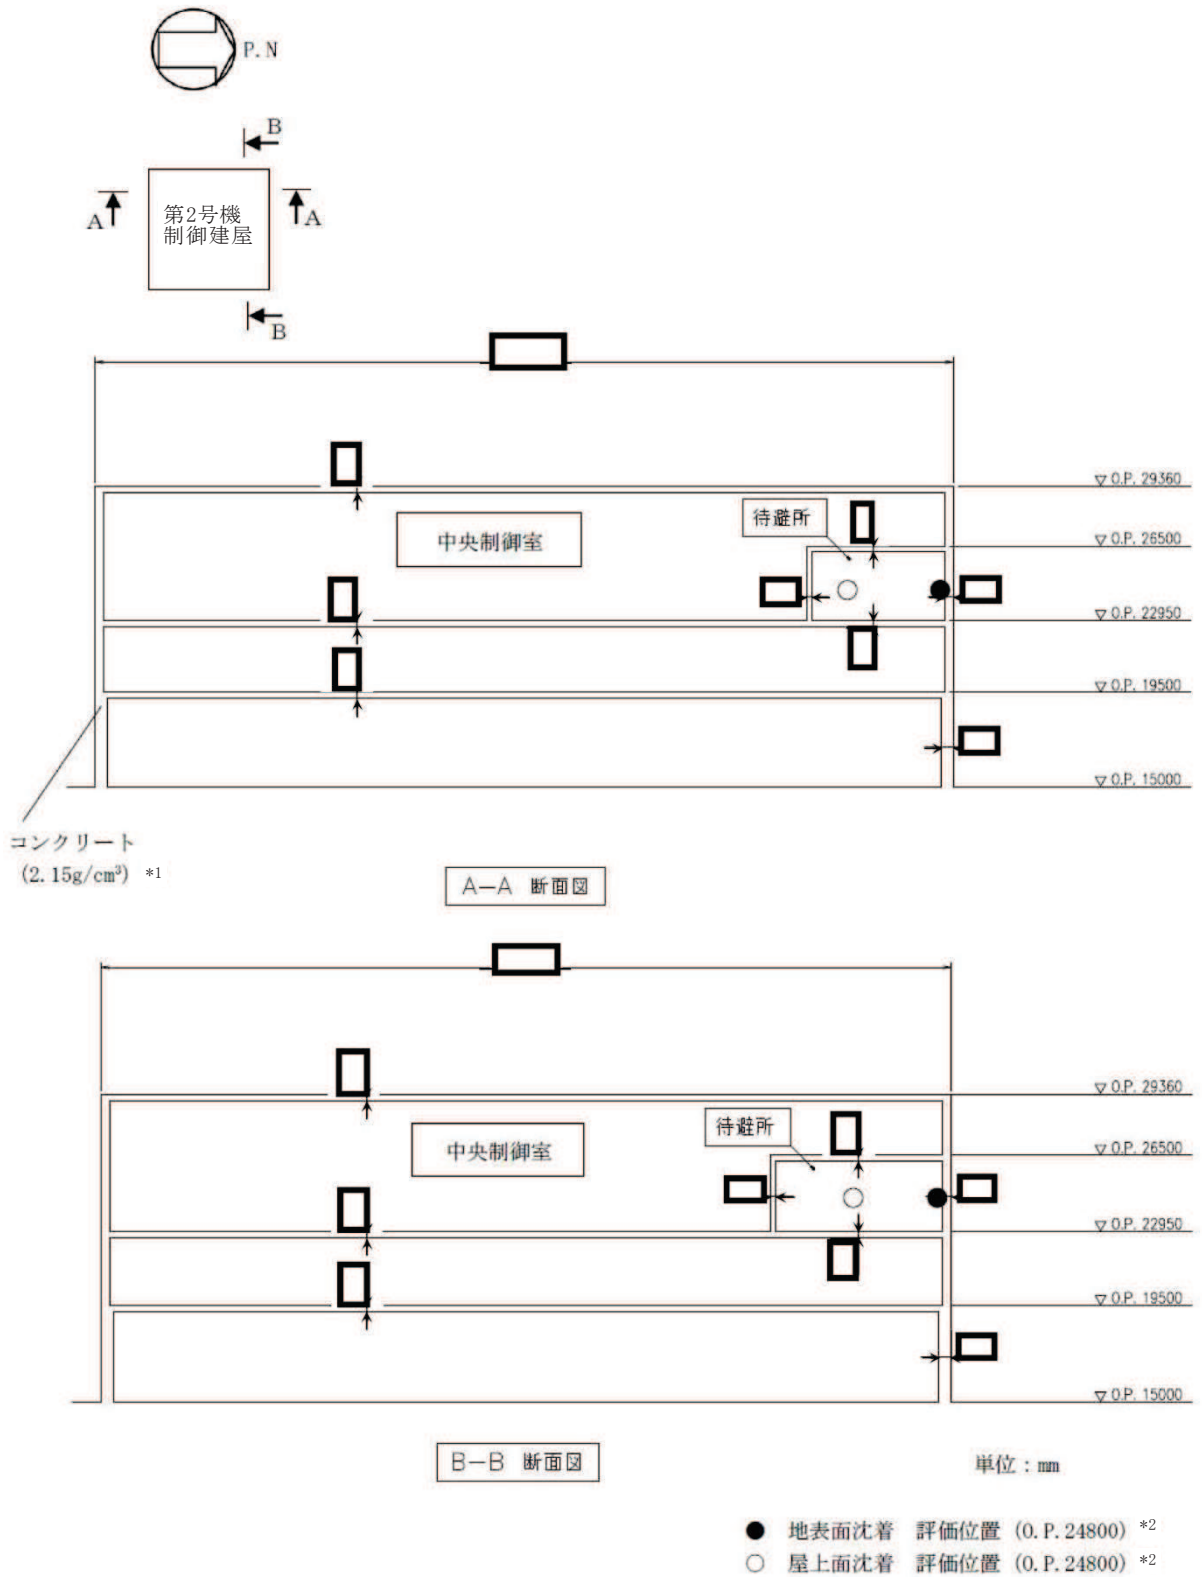 P.N
B
A
第2号機
制御建屋
A
B
▽ O.P. 29360
待避所
中央制御室
▽ O.P. 26500
▽ O.P. 22950
▽ O.P. 19500
▽ O.P. 15000
コンクリート
(2.15g/cm³) *1
A-A 断面図
▽ O.P. 29360
待避所
中央制御室
▽ O.P. 26500
▽ O.P. 22950
▽ O.P. 19500
▽ O.P. 15000
B-B 断面図
単位：mm
● 地表面沈着 評価位置 (O.P.24800) *2
○ 屋上面沈着 評価位置 (O.P.24800) *2